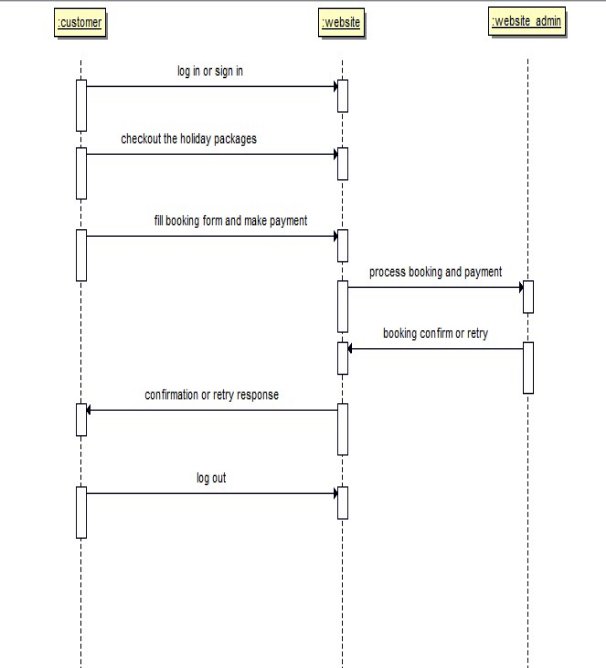 :customer
:website
:website_admin
log in or sign in
checkout the holiday packages
fill booking form and make payment
process booking and payment
booking confirm or retry
confirmation or retry response
log out